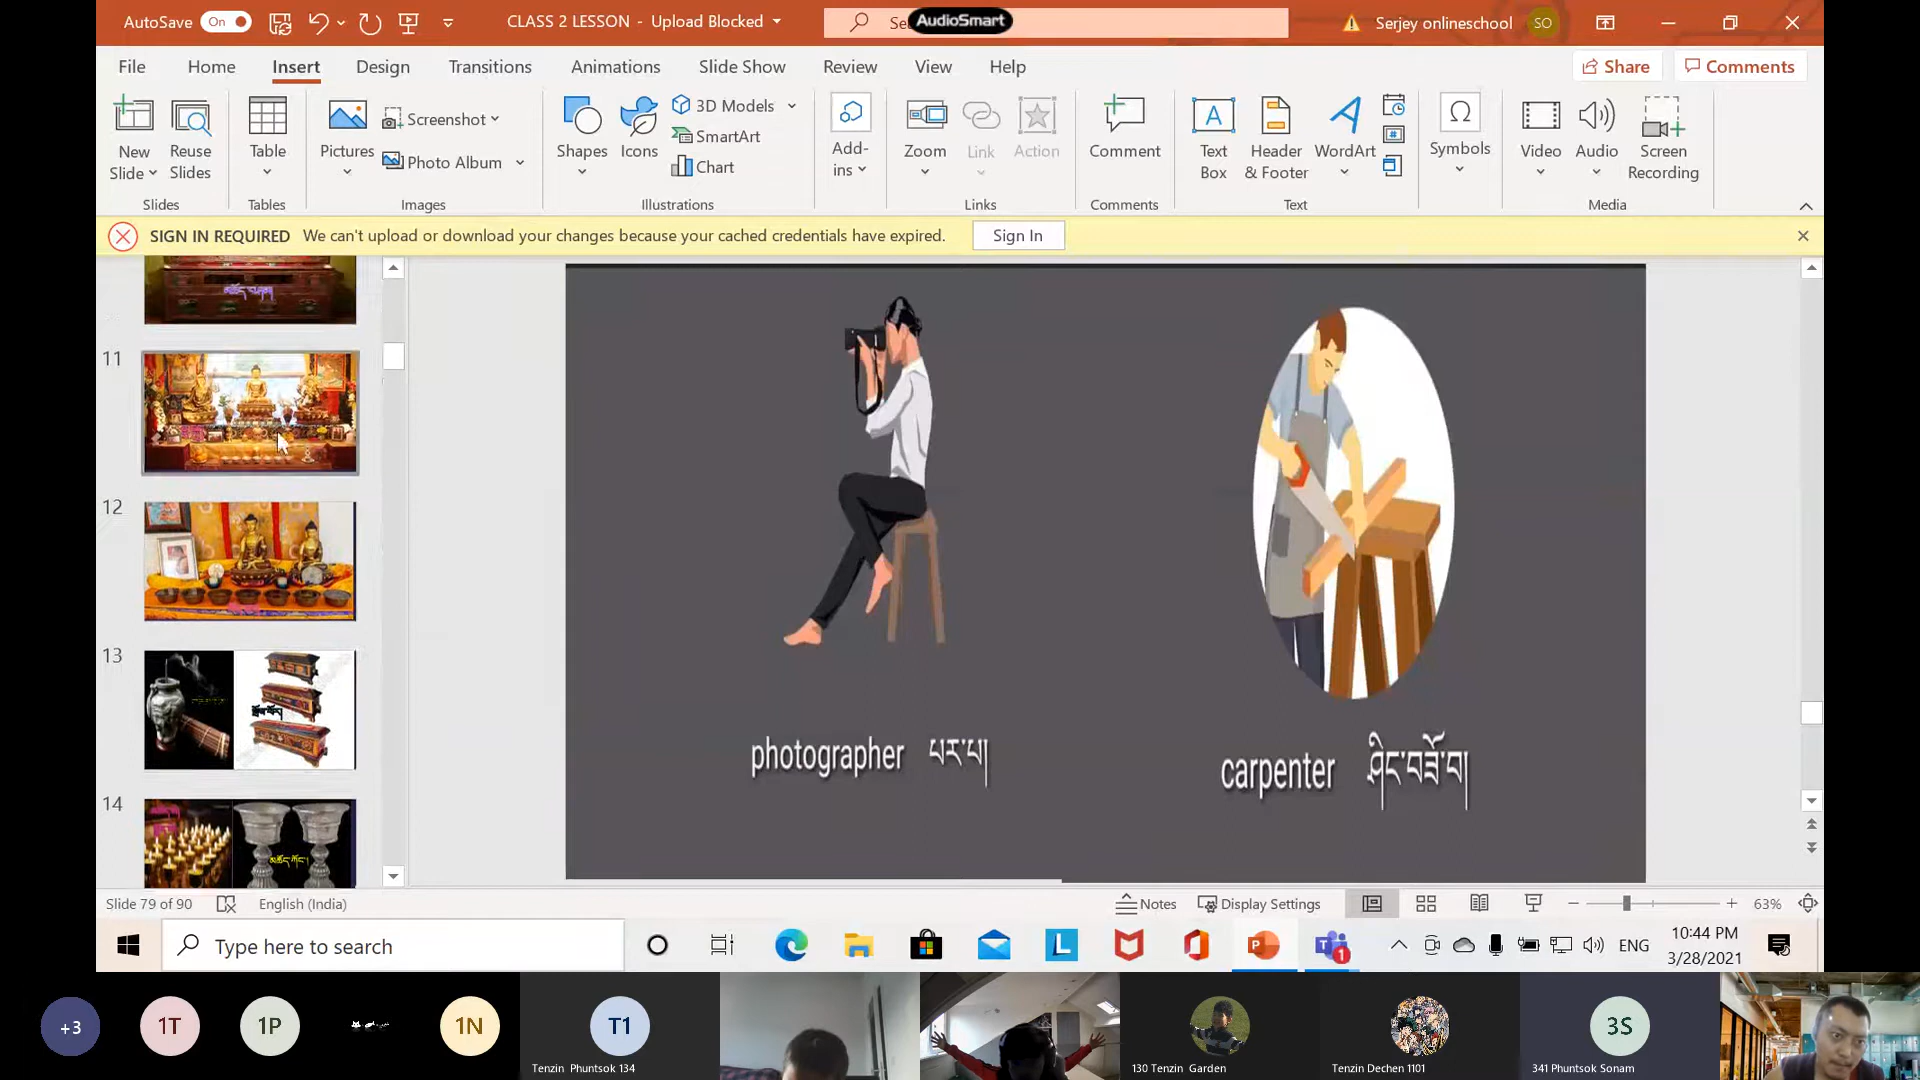 AutoSave On CLASS 2 LESSON - Upload Blocked AudioSmart Serjey onlineschool SO
File Home Insert Design Transitions Animations Slide Show Review View Help Share Comments
New Slide
Reuse Slides
Table
Pictures
Screenshot
Photo Album
Shapes
Icons
3D Models
SmartArt
Chart
Add-ins
Zoom
Link
Action
Comment
Text Box
Header & Footer
WordArt
Symbols
Video
Audio
Screen Recording
Slides Tables Images Illustrations Links Comments Text Media
SIGN IN REQUIRED We can't upload or download your changes because your cached credentials have expired. Sign In
11
12
13
14
མཆོད་ཀོང་།
photographer པར་པ།
carpenter ཤིང་བཟོ་བ།
Slide 79 of 90 English (India) Notes Display Settings 63%
Type here to search ENG
10:44 PM
3/28/2021
+3 1T 1P 1N T1 3S
Tenzin Phuntsok 134 130 Tenzin Garden Tenzin Dechen 1101 341 Phuntsok Sonam